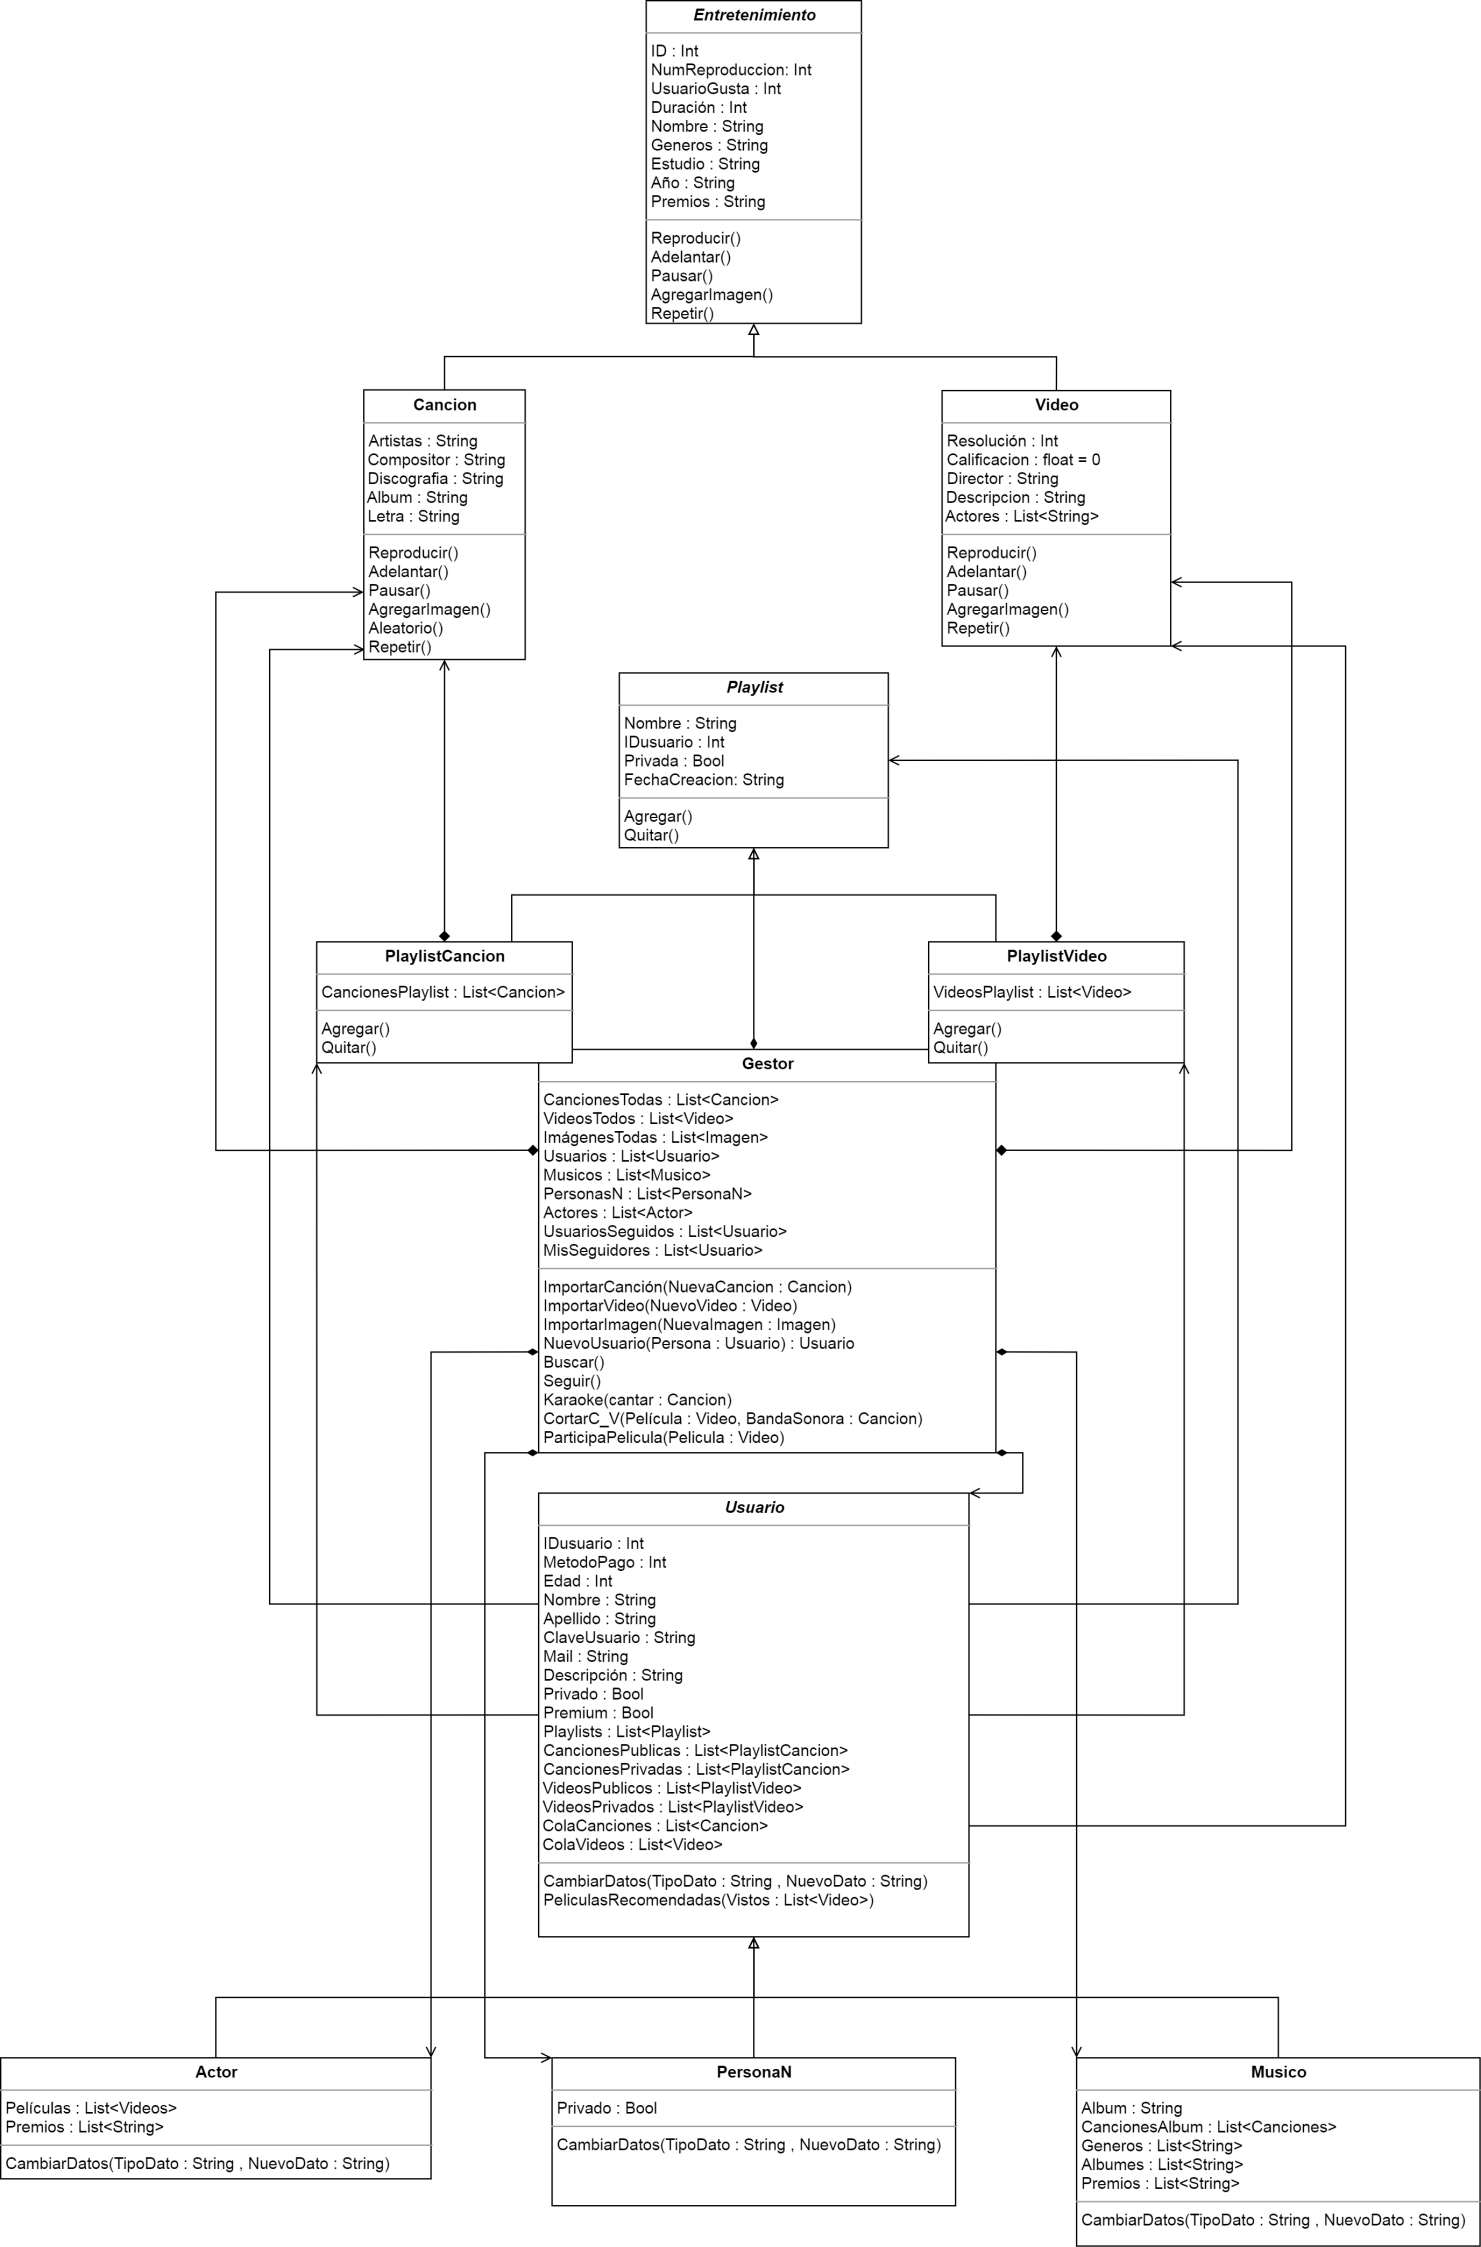 Entretenimiento
ID : Int
NumReproduccion: Int
UsuarioGusta : Int
Duración : Int
Nombre : String
Generos : String
Estudio : String
Año : String
Premios : String
Reproducir()
Adelantar()
Pausar()
AgregarImagen()
Repetir()
Cancion
Artistas : String
Compositor : String
Discografia : String
Album : String
Letra : String
Reproducir()
Adelantar()
Pausar()
AgregarImagen()
Aleatorio()
Repetir()
Video
Resolución : Int
Calificacion : float = 0
Director : String
Descripcion : String
Actores : List<String>
Reproducir()
Adelantar()
Pausar()
AgregarImagen()
Repetir()
Playlist
Nombre : String
IDusuario : Int
Privada : Bool
FechaCreacion: String
Agregar()
Quitar()
PlaylistCancion
CancionesPlaylist : List<Cancion>
Agregar()
Quitar()
PlaylistVideo
VideosPlaylist : List<Video>
Agregar()
Quitar()
Gestor
CancionesTodas : List<Cancion>
VideosTodos : List<Video>
ImágenesTodas : List<Imagen>
Usuarios : List<Usuario>
Musicos : List<Musico>
PersonasN : List<PersonaN>
Actores : List<Actor>
UsuariosSeguidos : List<Usuario>
MisSeguidores : List<Usuario>
ImportarCanción(NuevaCancion : Cancion)
ImportarVideo(NuevoVideo : Video)
ImportarImagen(NuevaImagen : Imagen)
NuevoUsuario(Persona : Usuario) : Usuario
Buscar()
Seguir()
Karaoke(cantar : Cancion)
CortarC_V(Película : Video, BandaSonora : Cancion)
ParticipaPelicula(Pelicula : Video)
Usuario
IDusuario : Int
MetodoPago : Int
Edad : Int
Nombre : String
Apellido : String
ClaveUsuario : String
Mail : String
Descripción : String
Privado : Bool
Premium : Bool
Playlists : List<Playlist>
CancionesPublicas : List<PlaylistCancion>
CancionesPrivadas : List<PlaylistCancion>
VideosPublicos : List<PlaylistVideo>
VideosPrivados : List<PlaylistVideo>
ColaCanciones : List<Cancion>
ColaVideos : List<Video>
CambiarDatos(TipoDato : String , NuevoDato : String)
PeliculasRecomendadas(Vistos : List<Video>)
Actor
Películas : List<Videos>
Premios : List<String>
CambiarDatos(TipoDato : String , NuevoDato : String)
PersonaN
Privado : Bool
CambiarDatos(TipoDato : String , NuevoDato : String)
Musico
Album : String
CancionesAlbum : List<Canciones>
Generos : List<String>
Albumes : List<String>
Premios : List<String>
CambiarDatos(TipoDato : String , NuevoDato : String)